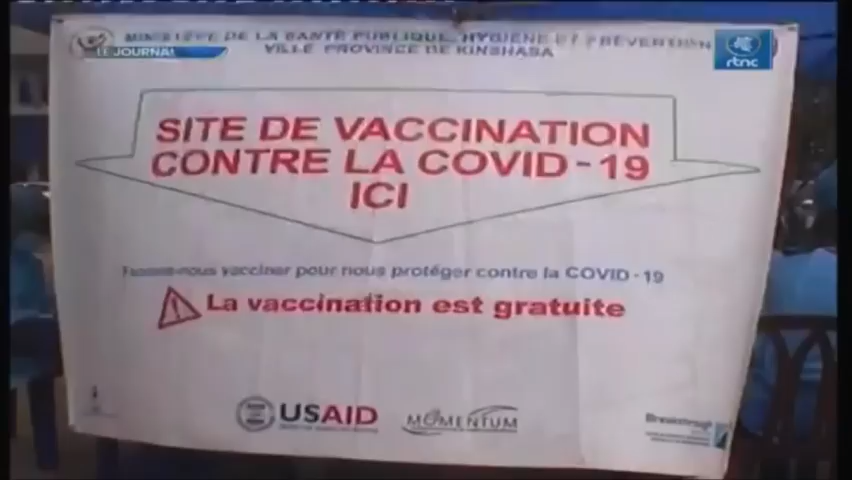 MINISTERE DE LA SANTE PUBLIQUE, HYGIENE ET PREVENTION
VILLE PROVINCE DE KINSHASA
LE JOURNAL
rtnc
SITE DE VACCINATION
CONTRE LA COVID-19
ICI
Faisons-nous vacciner pour nous protéger contre la COVID-19
La vaccination est gratuite
USAID
MOMENTUM
Breakthrough